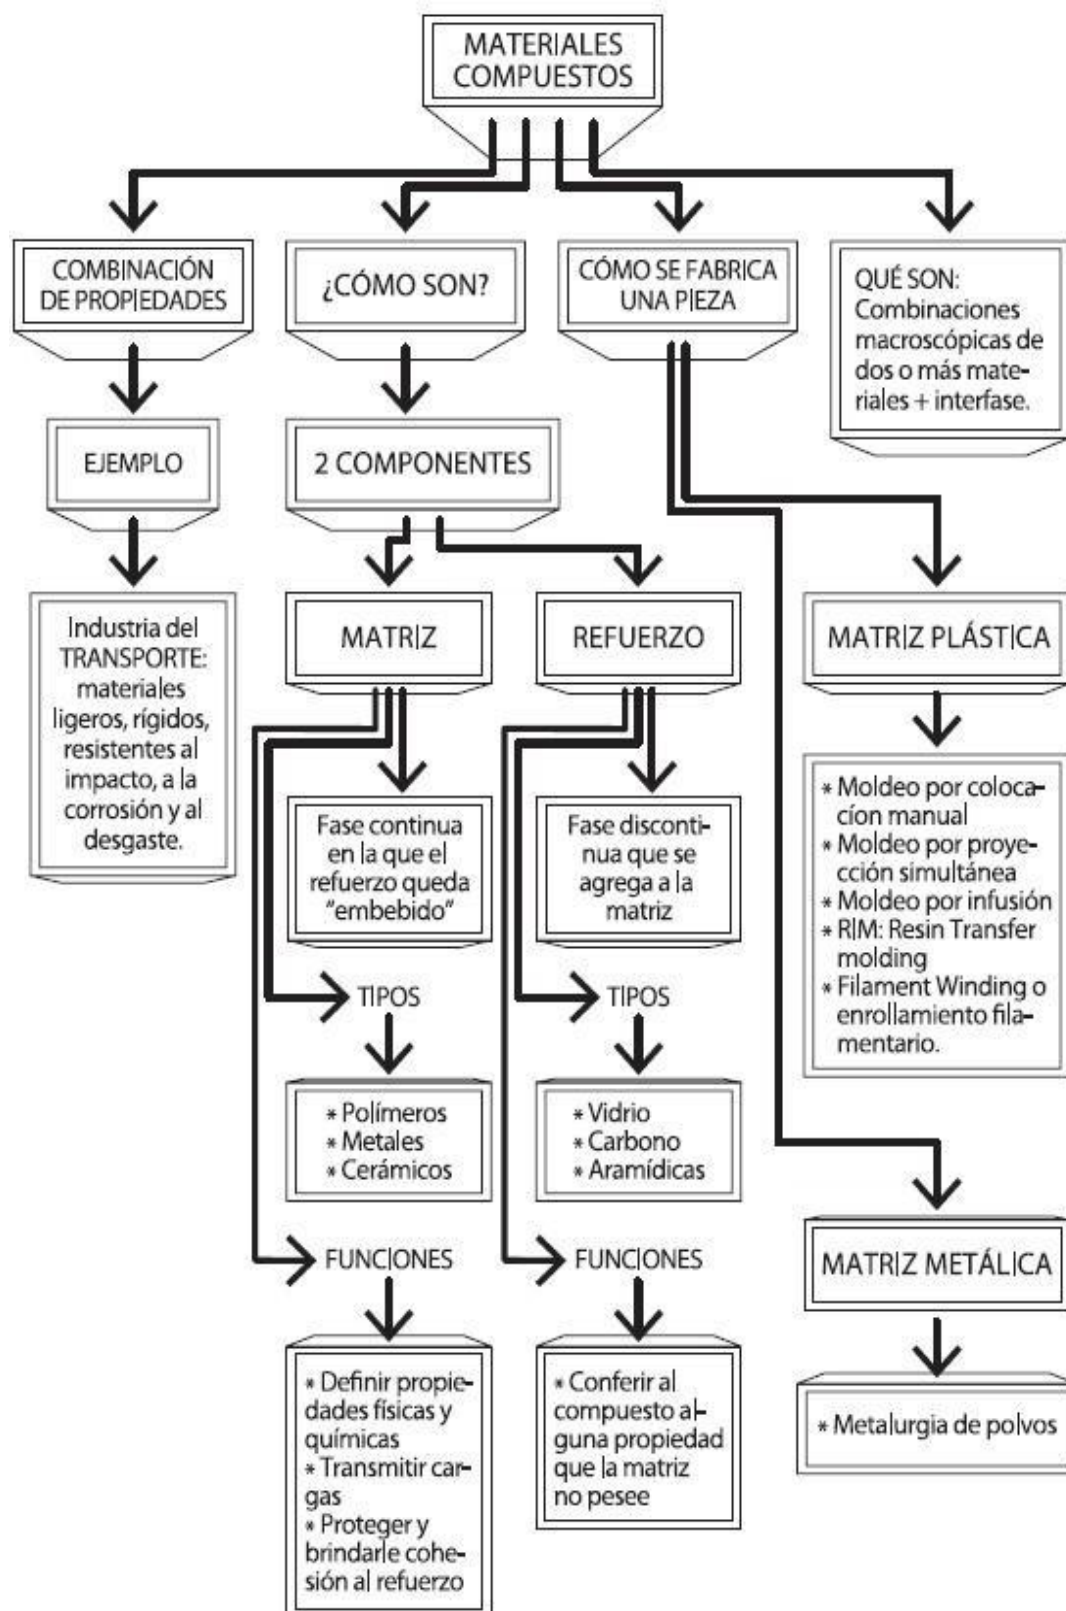 MATERIALES
COMPUESTOS
COMBINACIÓN
DE PROPIEDADES
¿CÓMO SON?
CÓMO SE FABRICA
UNA PIEZA
QUÉ SON:
Combinaciones
macroscópicas de
dos o más mate-
riales + interfase.
EJEMPLO
2 COMPONENTES
Industria del
TRANSPORTE:
materiales
ligeros, rígidos,
resistentes al
impacto, a la
corrosión y al
desgaste.
MATRIZ
REFUERZO
MATRIZ PLÁSTICA
Fase continua
en la que el
refuerzo queda
"embebido"
Fase disconti-
nua que se
agrega a la
matriz
* Moldeo por coloca-
cíon manual
* Moldeo por proye-
cción simultánea
* Moldeo por infusión
* RIM: Resin Transfer
molding
* Filament Winding o
enrollamiento fila-
mentario.
TIPOS
TIPOS
* Polímeros
* Metales
* Cerámicos
* Vidrio
* Carbono
* Aramídicas
MATRIZ METÁLICA
FUNCIONES
FUNCIONES
* Definir propie-
dades físicas y
químicas
* Transmitir car-
gas
* Proteger y
brindarle cohe-
sión al refuerzo
* Conferir al
compuesto al-
guna propiedad
que la matriz
no pesee
* Metalurgia de polvos